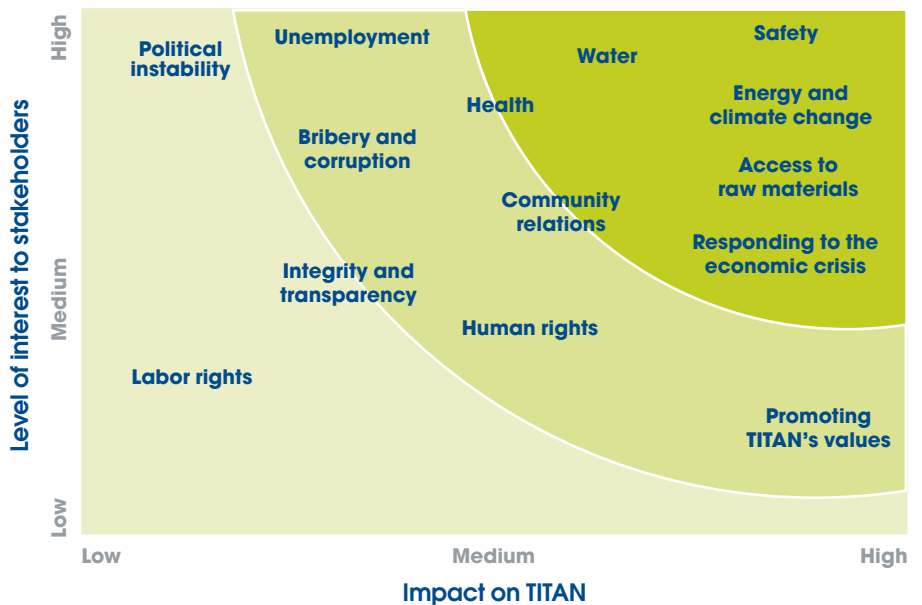 Level of interest to stakeholders
High
Medium
Low
Political
instability
Unemployment
Water
Safety
Health
Energy and
climate change
Bribery and
corruption
Access to
raw materials
Community
relations
Responding to the
economic crisis
Integrity and
transparency
Human rights
Labor rights
Promoting
TITAN's values
Low
Medium
High
Impact on TITAN